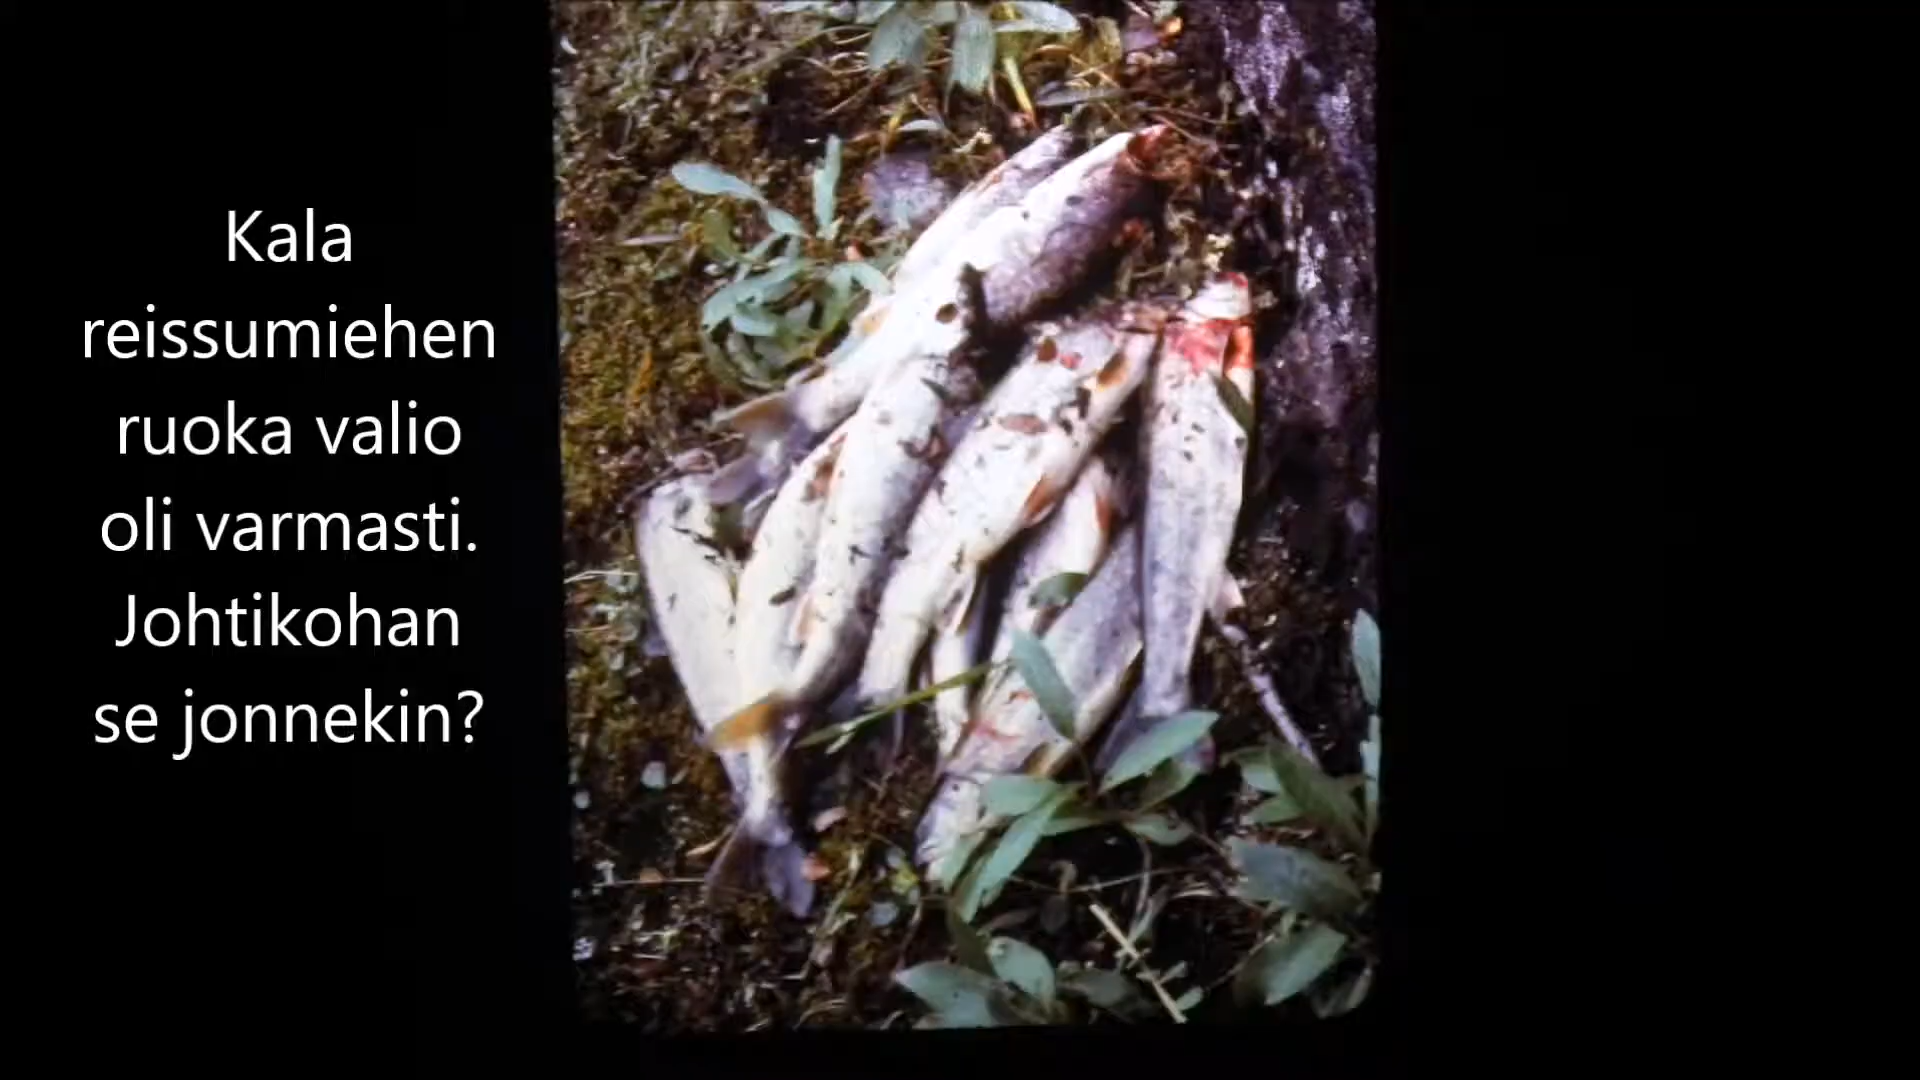 Kala
reissumiehen
ruoka valio
oli varmasti.
Johtikohan
se jonnekin?